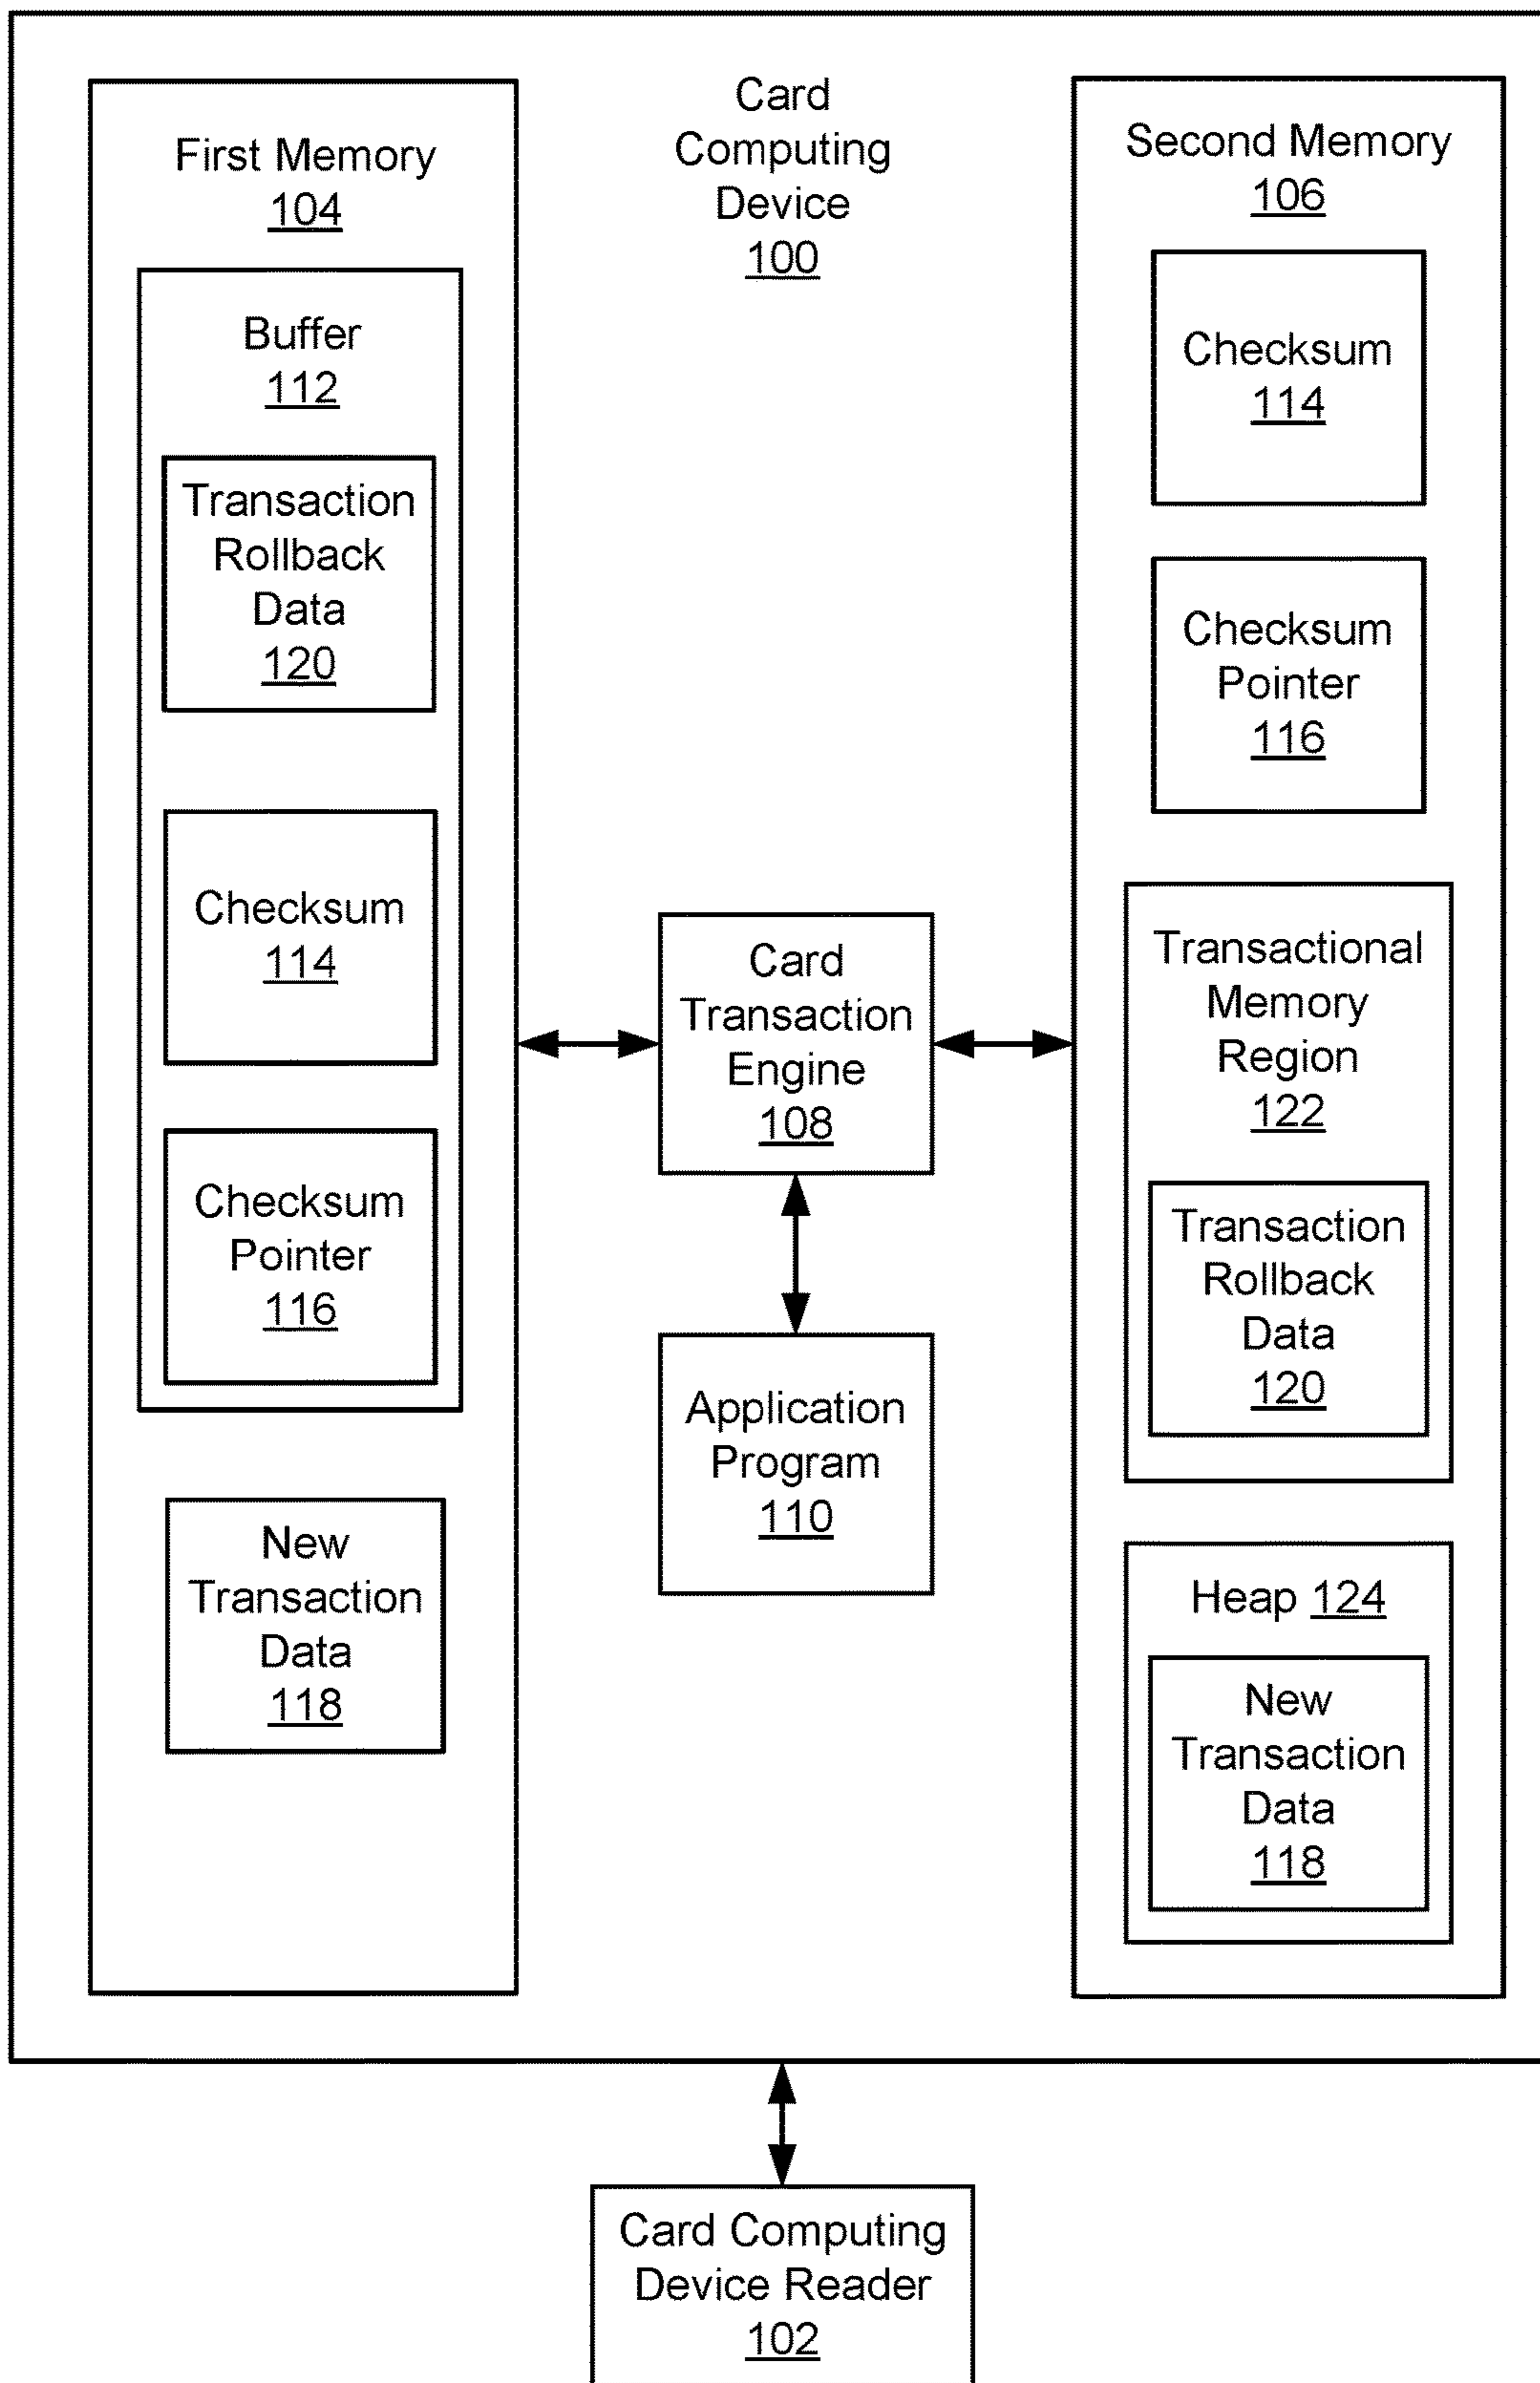 Card
Computing
Device
100
First Memory
104
Buffer
112
Transaction
Rollback
Data
120
Checksum
114
Checksum
Pointer
116
New
Transaction
Data
118
Card
Transaction
Engine
108
Application
Program
110
Second Memory
106
Checksum
114
Checksum
Pointer
116
Transactional
Memory
Region
122
Transaction
Rollback
Data
120
Heap 124
New
Transaction
Data
118
Card Computing
Device Reader
102